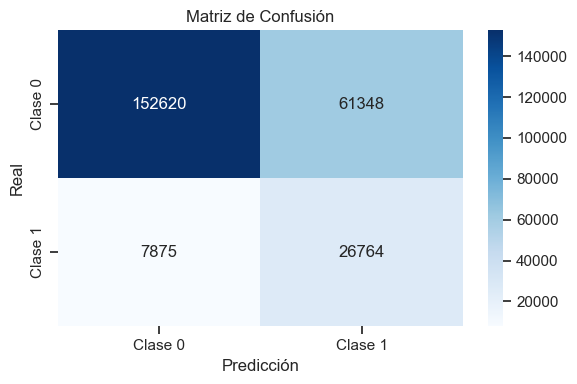 Matriz de Confusión
Real
Clase 0
152620
61348
Clase 1
7875
26764
Clase 0
Clase 1
Predicción
140000
120000
100000
80000
60000
40000
20000